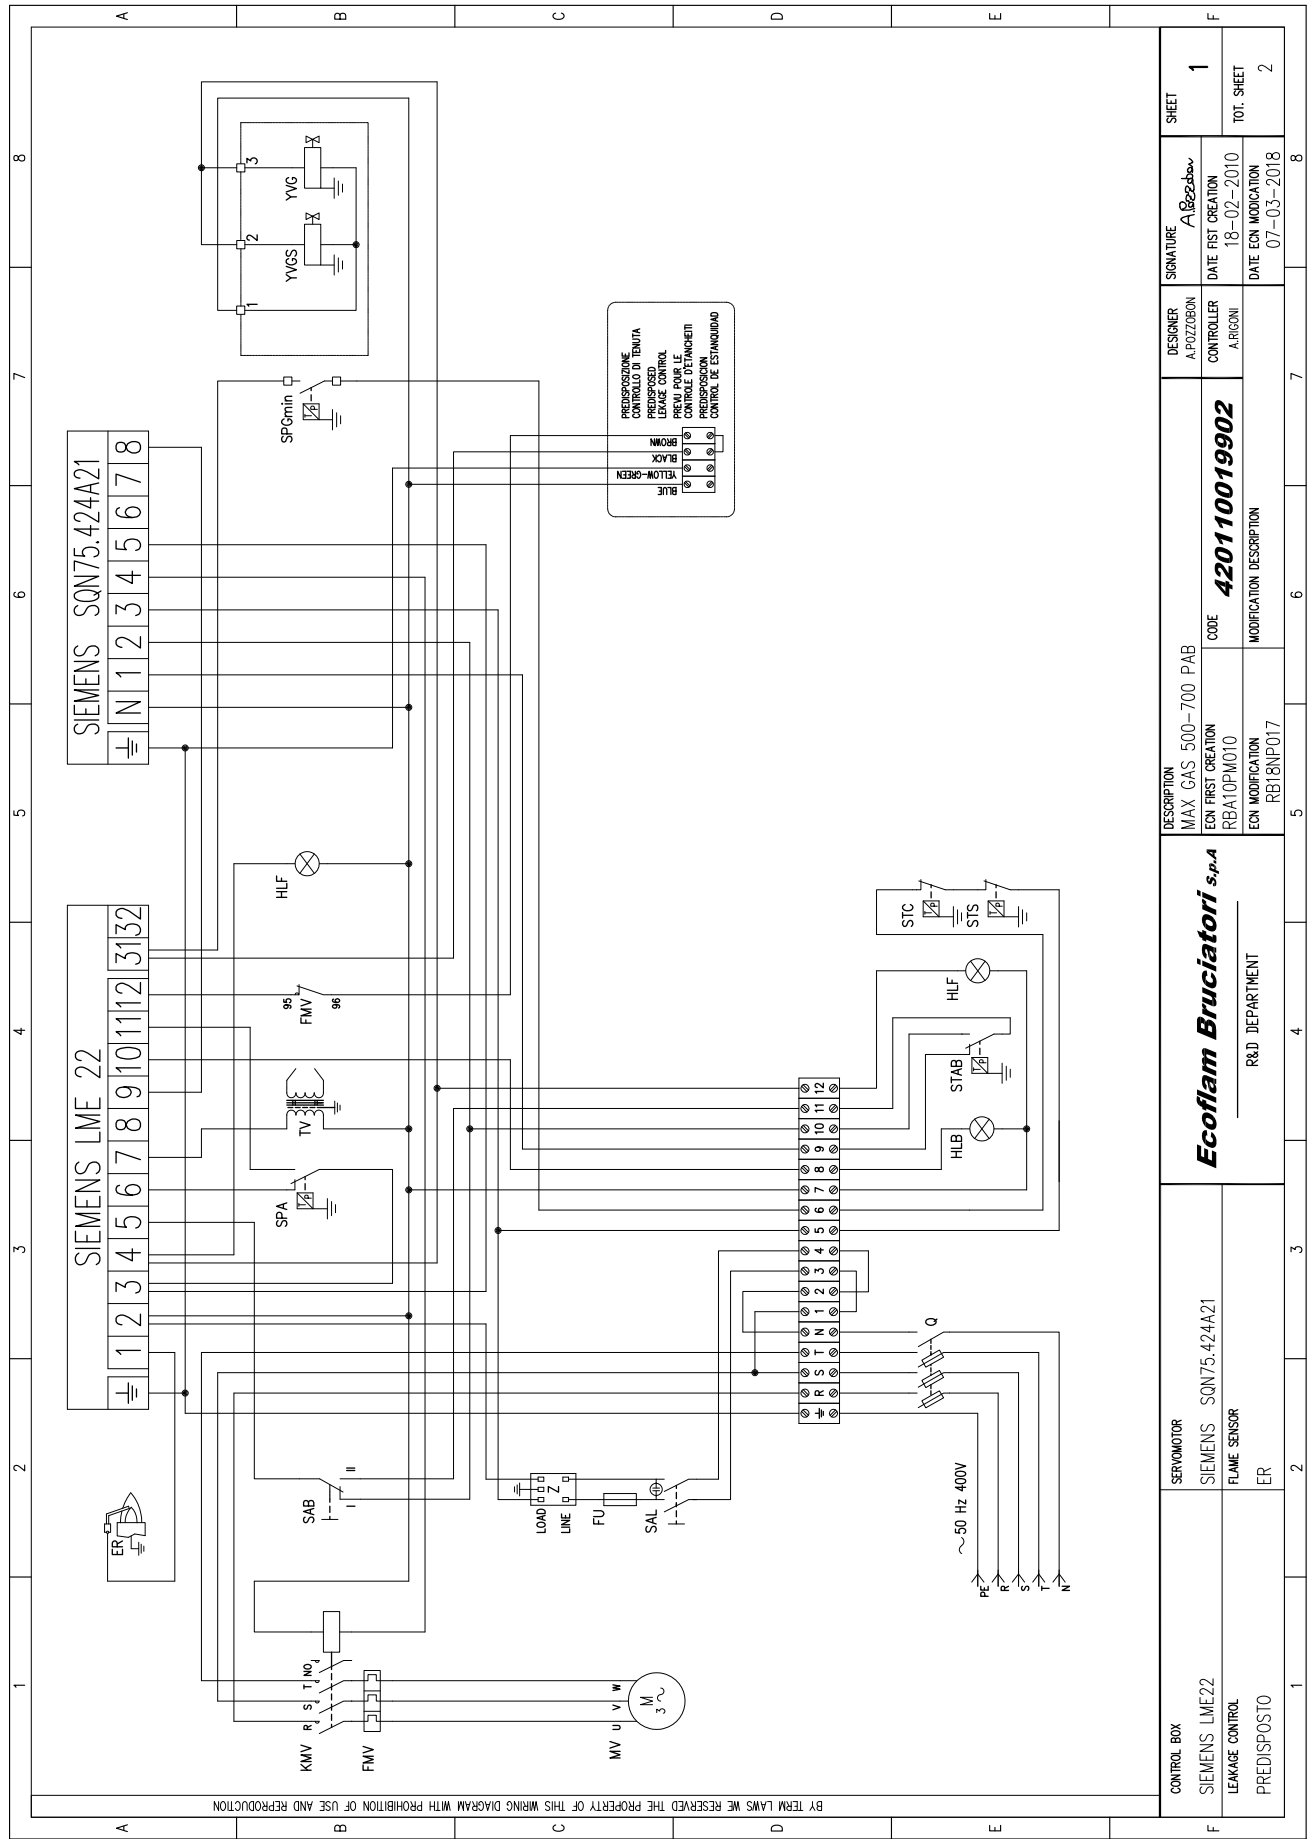 A B C D E F
8
7
6
5
4
3
2
1
SIEMENS LME 22
1 2 3 4 5 6 7 8 9 10 11 12 31 32
SIEMENS SQN75.424A21
N 1 2 3 4 5 6 7 8
ER
KMV
R S T NO
FMV
MV
U V W
M
3~
SAB
I II
SPA
T/P
TV
95
FMV
96
HLF
SPGmin
T/P
1
2
3
YVGS
YVG
LOAD
LINE
Z
FU
SAL
BLUE
YELLOW-GREEN
BLACK
BROWN
PREDISPOSIZIONE
CONTROLLO DI TENUTA
PREDISPOSED
LEKAGE CONTROL
PREVU POUR LE
CONTROLE D'ETANCHEITI
PREDISPOSICION
CONTROL DE ESTANQUIDAD
R S T N 1 2 3 4 5 6 7 8 9 10 11 12
Q
~50 Hz 400V
PE
R
S
T
N
HLB
STAB
T/P
HLF
STC
T/P
STS
T/P
BY TERM LAWS WE RESERVED THE PROPERTY OF THIS WIRING DIAGRAM WITH PROHIBITION OF USE AND REPRODUCTION
CONTROL BOX
SIEMENS LME22
LEAKAGE CONTROL
PREDISPOSTO
SERVOMOTOR
SIEMENS SQN75.424A21
FLAME SENSOR
ER
Ecoflam Bruciatori s.p.A
R&D DEPARTMENT
DESCRIPTION
MAX GAS 500-700 PAB
ECN FIRST CREATION
RBA10PM010
ECN MODIFICATION
RB18NP017
CODE
420110019902
MODIFICATION DESCRIPTION
DESIGNER
A.POZZOBON
CONTROLLER
A.RIGONI
SIGNATURE
A.Pozzobon
DATE FIST CREATION
18-02-2010
DATE ECN MODICATION
07-03-2018
SHEET
1
TOT. SHEET
2
1
2
3
4
5
6
7
8
A B C D E F